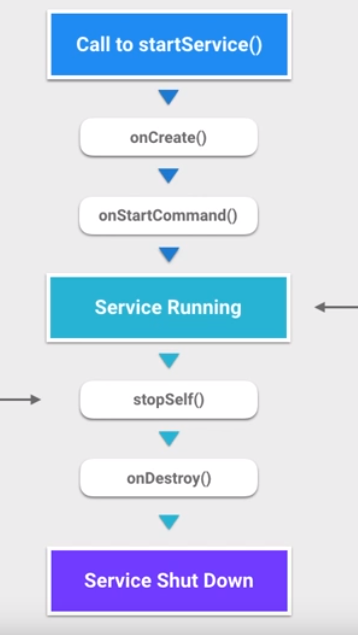 Call to startService()
onCreate()
onStartCommand()
Service Running
stopSelf()
onDestroy()
Service Shut Down